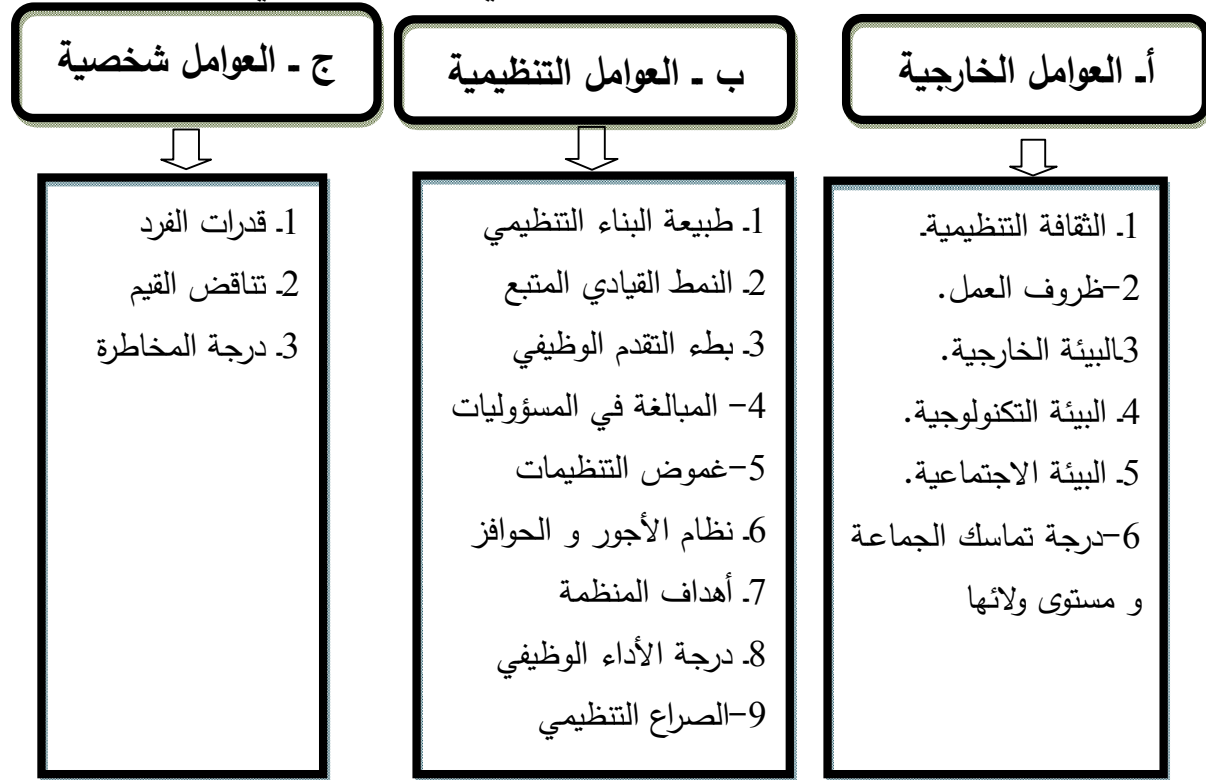 أـ العوامل الخارجية
1ـ الثقافة التنظيميةـ
2-ظروف العمل.
3ـالبيئة الخارجية.
4ـ البيئة التكنولوجية.
5ـ البيئة الاجتماعية.
6-درجة تماسك الجماعة
و مستوى ولائها
ب ـ العوامل التنظيمية
1ـ طبيعة البناء التنظيمي
2ـ النمط القيادي المتبع
3ـ بطء التقدم الوظيفي
4- المبالغة في المسؤوليات
5-غموض التنظيمات
6ـ نظام الأجور و الحوافز
7ـ أهداف المنظمة
8ـ درجة الأداء الوظيفي
9-الصراع التنظيمي
ج ـ العوامل شخصية
1ـ قدرات الفرد
2ـ تناقض القيم
3ـ درجة المخاطرة